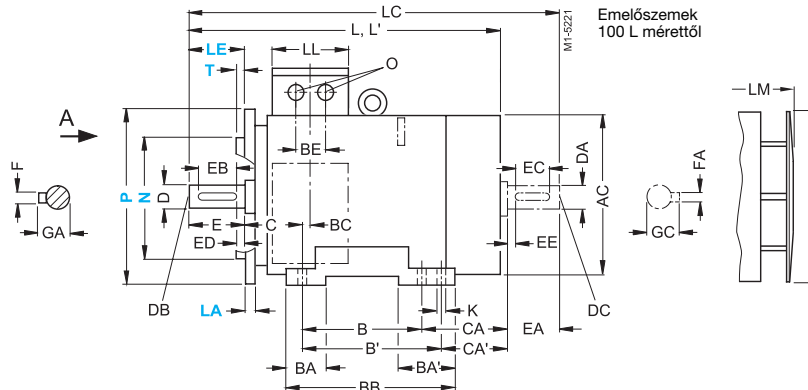 LC
L, L'
M1-5221
Emelőszemek
100 L mérettől
LE
LL
T
O
LM
A
BE
DA
F
P
N
D
EB
EC
AC
FA
GA
E
C
BC
ED
EE
GC
DB
LA
K
DC
B
CA
EA
B'
CA'
BA
BA'
BB